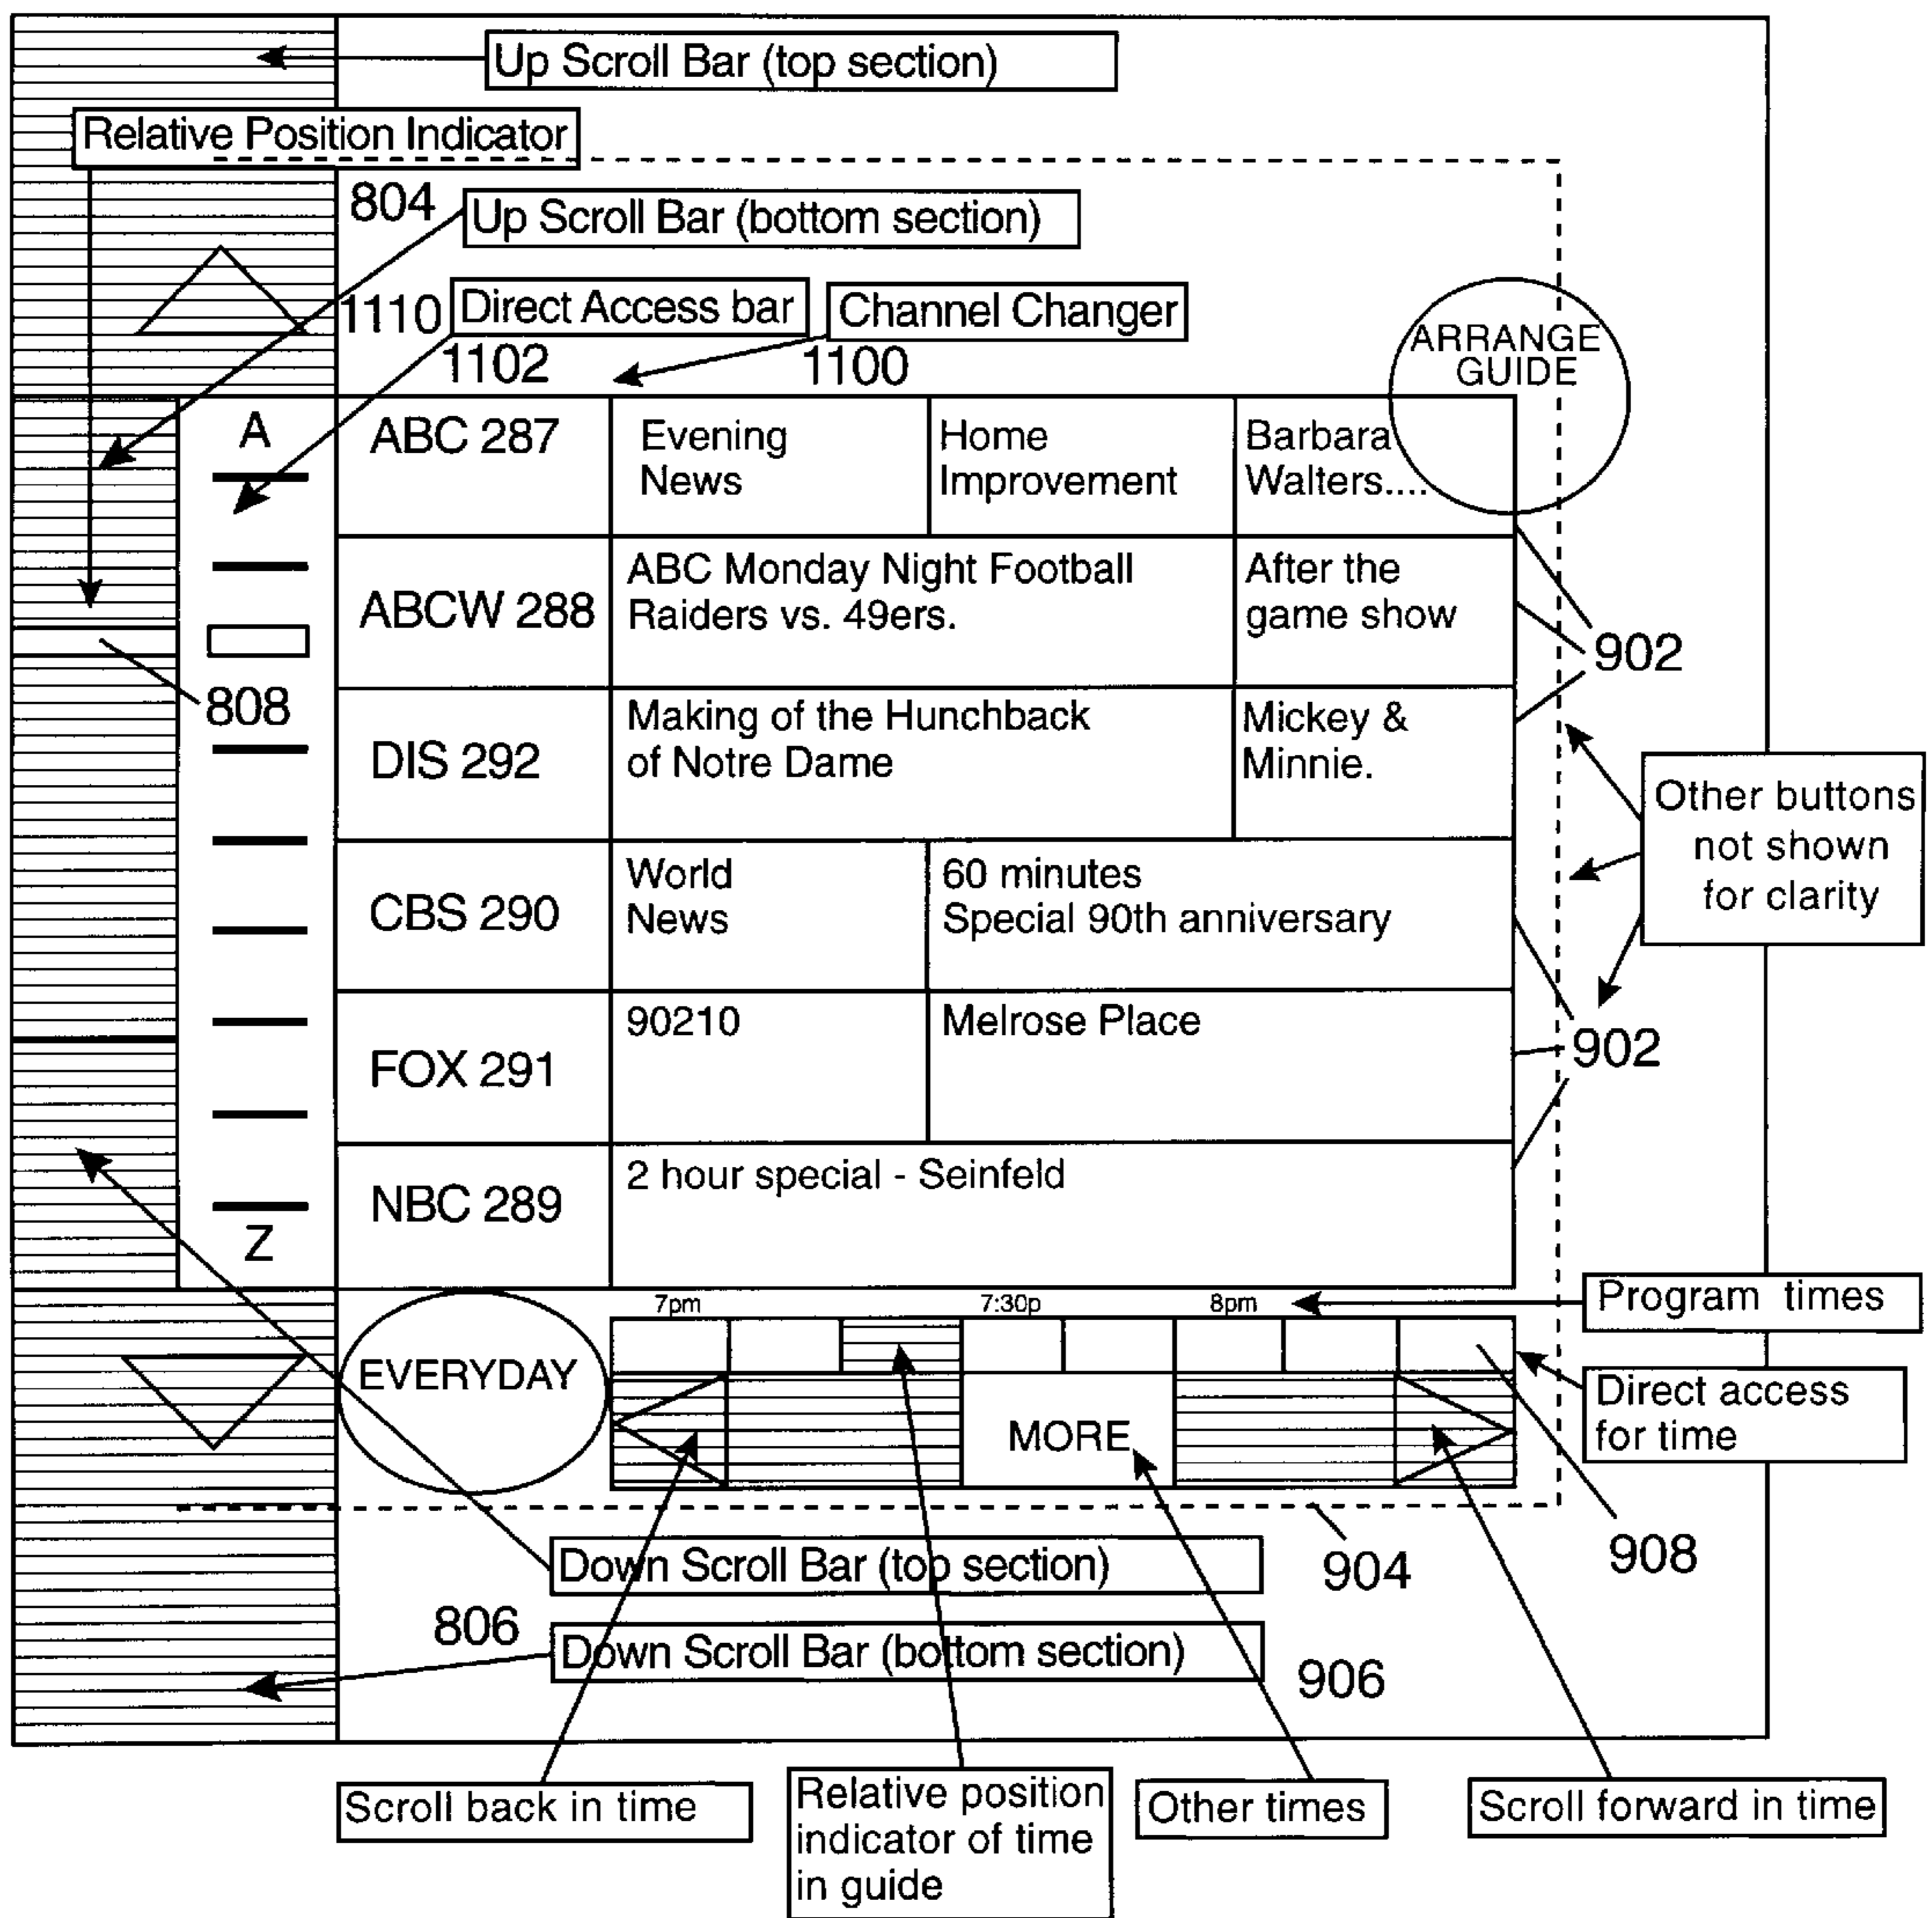 Up Scroll Bar (top section)
Relative Position Indicator
804
Up Scroll Bar (bottom section)
1110
Direct Access bar
Channel Changer
1102
1100
ARRANGE
GUIDE
A
ABC 287
Evening
News
Home
Improvement
Barbara
Walters....
ABCW 288
ABC Monday Night Football
Raiders vs. 49ers.
After the
game show
902
808
DIS 292
Making of the Hunchback
of Notre Dame
Mickey &
Minnie.
Other buttons
not shown
for clarity
CBS 290
World
News
60 minutes
Special 90th anniversary
902
FOX 291
90210
Melrose Place
NBC 289
2 hour special - Seinfeld
Z
7pm
7:30p
8pm
Program times
EVERYDAY
MORE
Direct access
for time
Down Scroll Bar (top section)
904
908
806
Down Scroll Bar (bottom section)
906
Scroll back in time
Relative position
indicator of time
in guide
Other times
Scroll forward in time